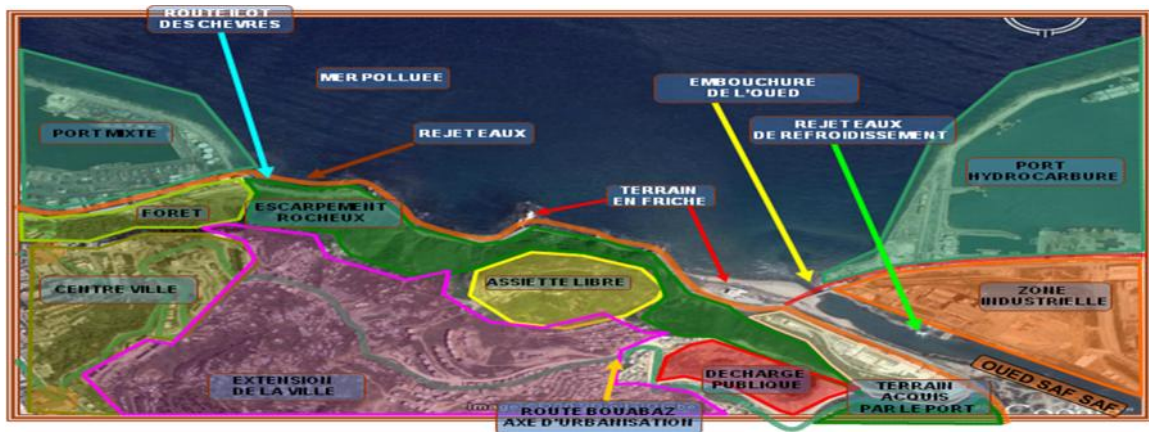 ROUTE ILOT
DES CHEVRES
MER POLLUEE
EMBOUCHURE
DE L'OUED
PORT MIXTE
REJET EAUX
REJET EAUX
DE REFROIDISSEMENT
PORT
HYDROCARBURE
TERRAIN
EN FRICHE
FORET
ESCARPEMENT
ROCHEUX
CENTRE VILLE
ASSIETTE LIBRE
ZONE
INDUSTRIELLE
EXTENSION
DE LA VILLE
DECHARGE
PUBLIQUE
TERRAIN
ACQUIS
PAR LE PORT
OUED SAF SAF
ROUTE BOUABAZ
AXE D'URBANISATION